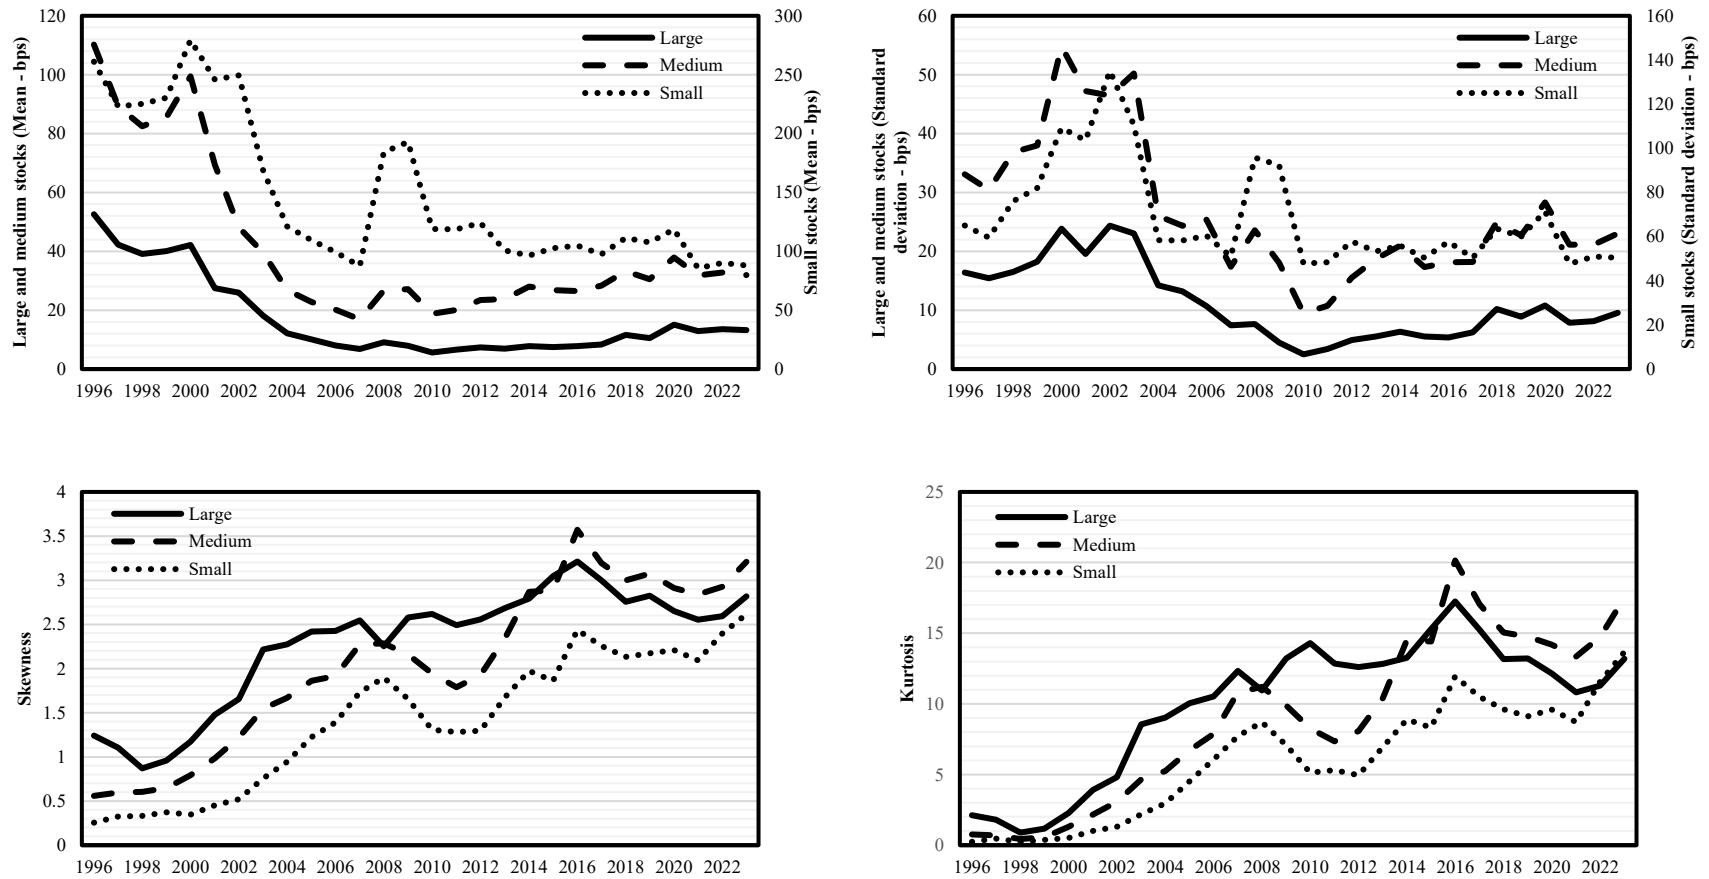 Large and medium stocks (Mean - bps)
120
100
80
60
40
20
0
Large
Medium
Small
300
250
200
150
100
50
0
Small stocks (Mean - bps)
1996 1998 2000 2002 2004 2006 2008 2010 2012 2014 2016 2018 2020 2022
Large and medium stocks (Standard
deviation - bps)
60
50
40
30
20
10
0
Large
Medium
Small
160
140
120
100
80
60
40
20
0
Small stocks (Standard deviation - bps)
1996 1998 2000 2002 2004 2006 2008 2010 2012 2014 2016 2018 2020 2022
Skewness
4
3.5
3
2.5
2
1.5
1
0.5
0
Large
Medium
Small
1996 1998 2000 2002 2004 2006 2008 2010 2012 2014 2016 2018 2020 2022
Kurtosis
25
20
15
10
5
0
Large
Medium
Small
1996 1998 2000 2002 2004 2006 2008 2010 2012 2014 2016 2018 2020 2022